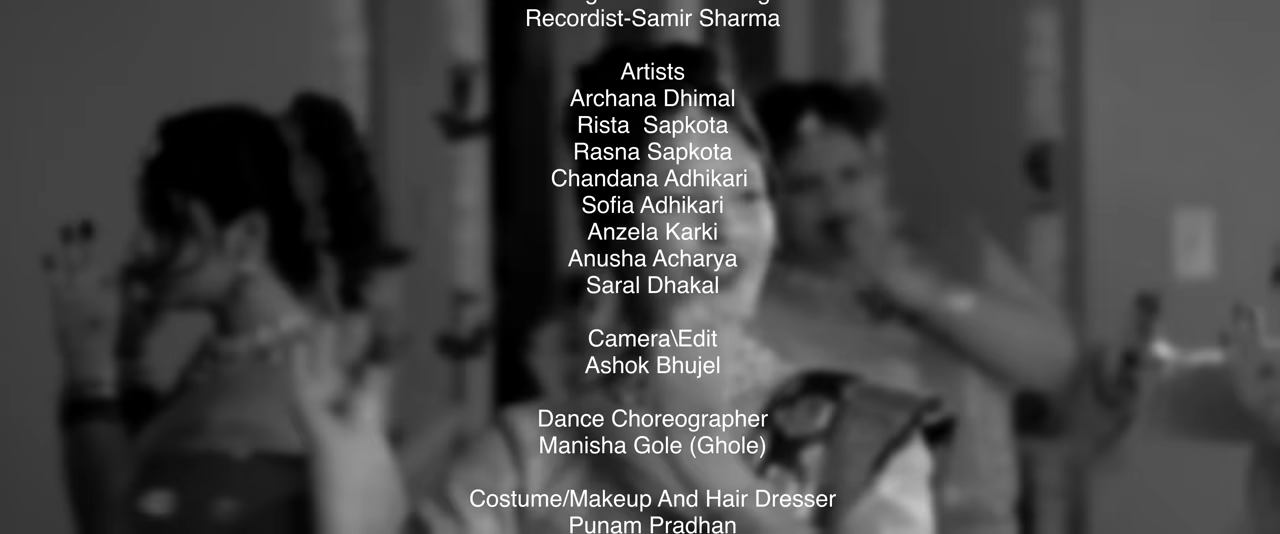 Recordist-Samir Sharma
Artists
Archana Dhimal
Rista  Sapkota
Rasna Sapkota
Chandana Adhikari
Sofia Adhikari
Anzela Karki
Anusha Acharya
Saral Dhakal
Camera\Edit
Ashok Bhujel
Dance Choreographer
Manisha Gole (Ghole)
Costume/Makeup And Hair Dresser
Punam Pradhan